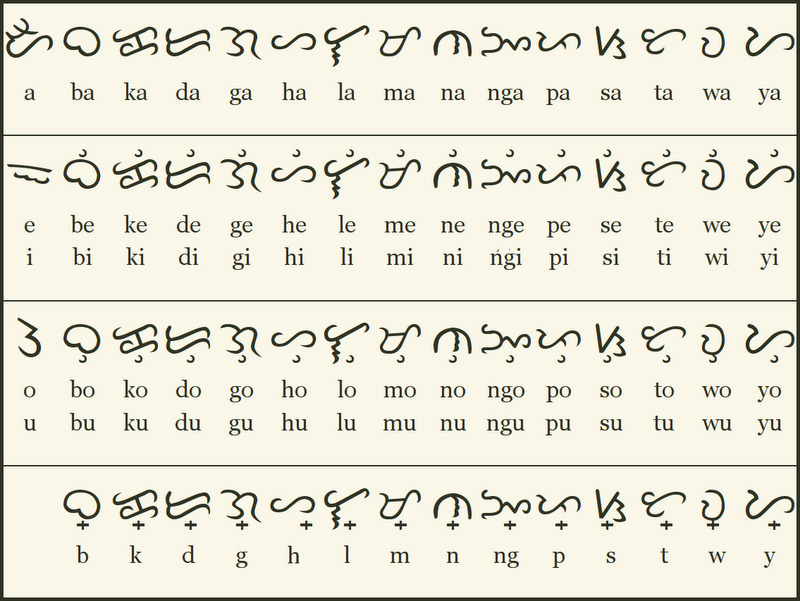 ᜀ ᜊ ᜃ ᜇ ᜄ ᜑ ᜎ ᜋ ᜈ ᜅ ᜉ ᜐ ᜆ ᜏ ᜌ
a ba ka da ga ha la ma na nga pa sa ta wa ya
ᜁ ᜊᜒ ᜃᜒ ᜇᜒ ᜄᜒ ᜑᜒ ᜎᜒ ᜋᜒ ᜈᜒ ᜅᜒ ᜉᜒ ᜐᜒ ᜆᜒ ᜏᜒ ᜌᜒ
e be ke de ge he le me ne nge pe se te we ye
i bi ki di gi hi li mi ni ngi pi si ti wi yi
ᜂ ᜊᜓ ᜃᜓ ᜇᜓ ᜄᜓ ᜑᜓ ᜎᜓ ᜋᜓ ᜈᜓ ᜅᜓ ᜉᜓ ᜐᜓ ᜆᜓ ᜏᜓ ᜌᜓ
o bo ko do go ho lo mo no ngo po so to wo yo
u bu ku du gu hu lu mu nu ngu pu su tu wu yu
ᜊ᜔ ᜃ᜔ ᜇ᜔ ᜄ᜔ ᜑ᜔ ᜎ᜔ ᜋ᜔ ᜈ᜔ ᜅ᜔ ᜉ᜔ ᜐ᜔ ᜆ᜔ ᜏ᜔ ᜌ᜔
b k d g h l m n ng p s t w y